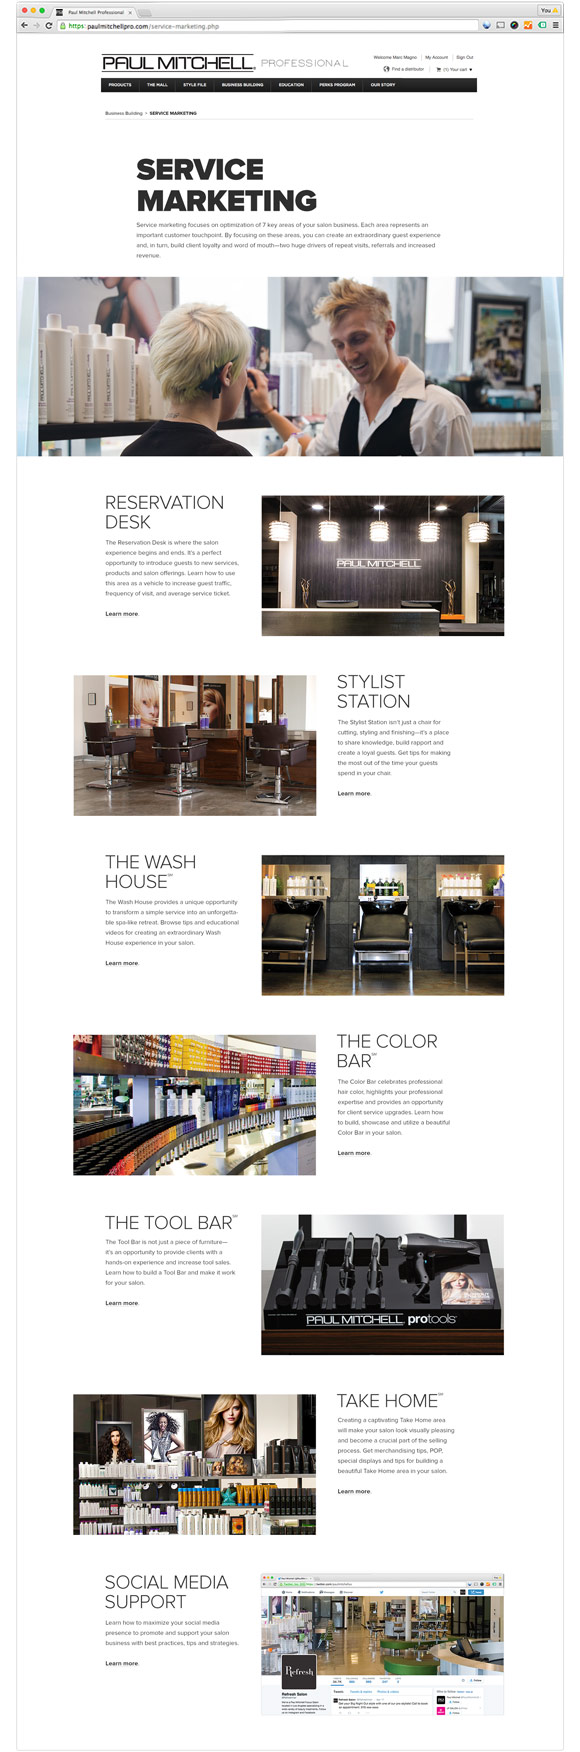 Paul Mitchell Professional
You
https: paulmitchellpro.com/service-marketing.php
PAUL MITCHELL PROFESSIONAL
Welcome Marc Magno | My Account | Sign Out
Find a distributor | (1) Your cart
PRODUCTS THE MALL STYLE FILE BUSINESS BUILDING EDUCATION PERKS PROGRAM OUR STORY
Business Building • SERVICE MARKETING
SERVICE
MARKETING
Service marketing focuses on optimization of 7 key areas of your salon business. Each area represents an
important customer touchpoint. By focusing on these areas, you can create an extraordinary guest experience
and, in turn, build client loyalty and word of mouth—two huge drivers of repeat visits, referrals and increased
revenue.
RESERVATION
DESK
The Reservation Desk is where the salon
experience begins and ends. It's a perfect
opportunity to introduce guests to new services,
products and salon offerings. Learn how to use
this area as a vehicle to increase guest traffic,
frequency of visit, and average service ticket.
Learn more.
PAUL MITCHELL
STYLIST
STATION
The Stylist Station isn't just a chair for
cutting, styling and finishing—it's a place
to share knowledge, build rapport and
create a loyal guests. Get tips for making
the most out of the time your guests
spend in your chair.
Learn more.
THE WASH
HOUSE℠
The Wash House provides a unique opportunity
to transform a simple service into an unforgetta-
ble spa-like retreat. Browse tips and educational
videos for creating an extraordinary Wash
House experience in your salon.
Learn more.
THE COLOR
BAR℠
The Color Bar celebrates professional
hair color, highlights your professional
expertise and provides an opportunity
for client service upgrades. Learn how
to build, showcase and utilize a beautiful
Color Bar in your salon.
Learn more.
THE TOOL BAR℠
The Tool Bar is not just a piece of furniture—
it's an opportunity to provide clients with a
hands-on experience and increase tool sales.
Learn how to build a Tool Bar and make it work
for your salon.
Learn more.
PAUL MITCHELL protools
TAKE HOME℠
Creating a captivating Take Home area
will make your salon look visually pleasing
and become a crucial part of the selling
process. Get merchandising tips, POP,
special displays and tips for building a
beautiful Take Home area in your salon.
Learn more.
SOCIAL MEDIA
SUPPORT
Learn how to maximize your social media
presence to promote and support your salon
business with best practices, tips and strategies.
Learn more.
Refresh
Refresh Salon
Tweets Tweets & replies Photos & videos